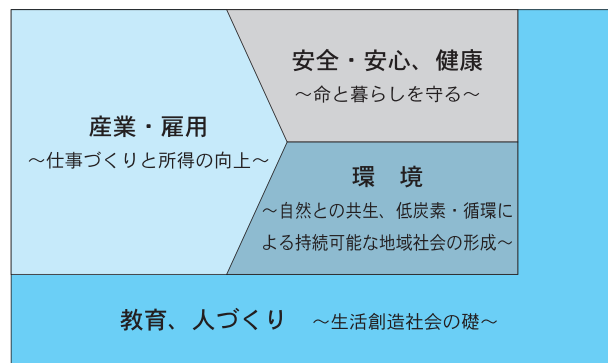 産業・雇用
～仕事づくりと所得の向上～
安全・安心、健康
～命と暮らしを守る～
環　境
～自然との共生、低炭素・循環に
よる持続可能な地域社会の形成～
教育、人づくり　～生活創造社会の礎～